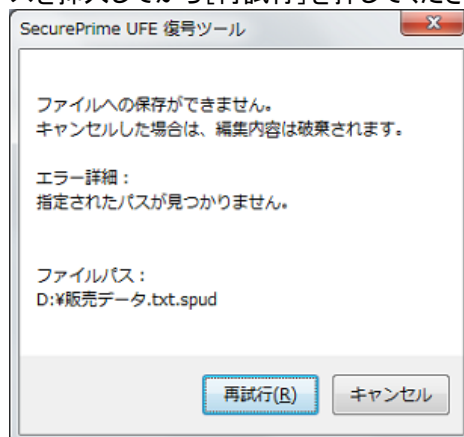 SecurePrime UFE 復号ツール
ファイルへの保存ができません。
キャンセルした場合は、編集内容は破棄されます。
エラー詳細：
指定されたパスが見つかりません。
ファイルパス：
D:¥販売データ.txt.spud
再試行(R)
キャンセル